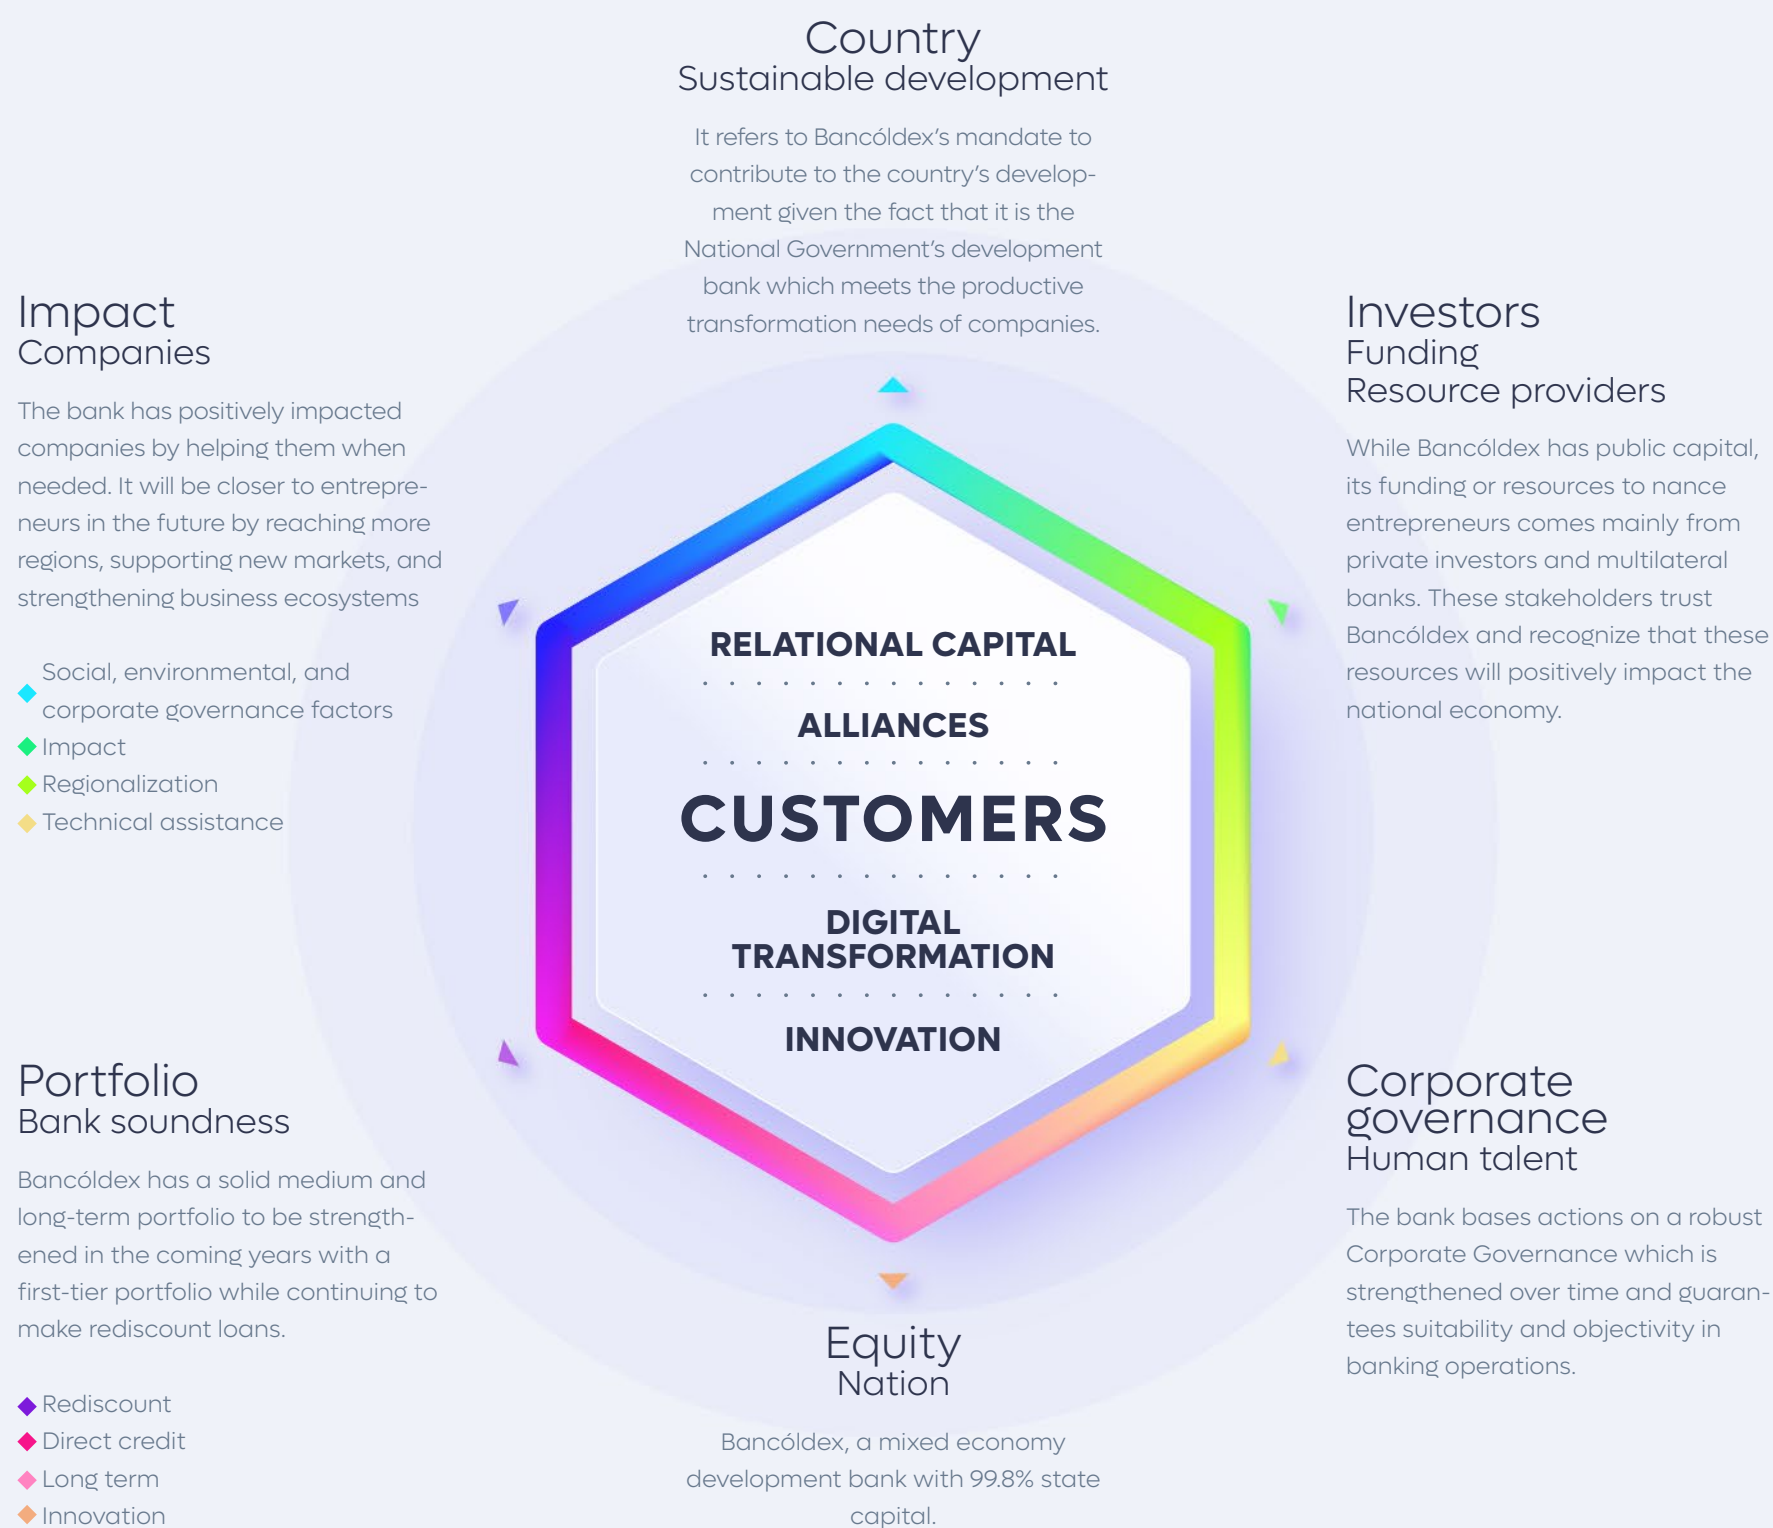 Country
Sustainable development
It refers to Bancóldex’s mandate to
contribute to the country’s develop-
ment given the fact that it is the
National Government’s development
bank which meets the productive
transformation needs of companies.
Impact
Companies
The bank has positively impacted
companies by helping them when
needed. It will be closer to entrepre-
neurs in the future by reaching more
regions, supporting new markets, and
strengthening business ecosystems
Social, environmental, and
corporate governance factors
Impact
Regionalization
Technical assistance
Investors
Funding
Resource providers
While Bancóldex has public capital,
its funding or resources to nance
entrepreneurs comes mainly from
private investors and multilateral
banks. These stakeholders trust
Bancóldex and recognize that these
resources will positively impact the
national economy.
RELATIONAL CAPITAL
ALLIANCES
CUSTOMERS
DIGITAL
TRANSFORMATION
INNOVATION
Portfolio
Bank soundness
Bancóldex has a solid medium and
long-term portfolio to be strength-
ened in the coming years with a
first-tier portfolio while continuing to
make rediscount loans.
Rediscount
Direct credit
Long term
Innovation
Corporate
governance
Human talent
The bank bases actions on a robust
Corporate Governance which is
strengthened over time and guaran-
tees suitability and objectivity in
banking operations.
Equity
Nation
Bancóldex, a mixed economy
development bank with 99.8% state
capital.